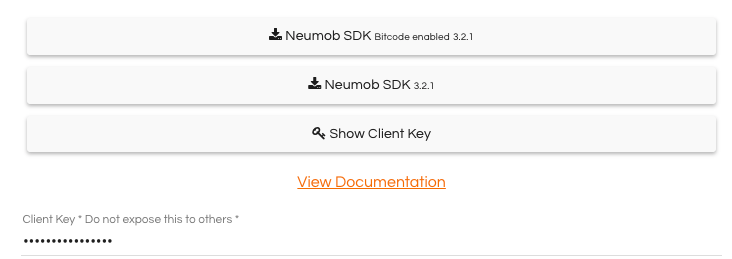 Neumob SDK Bitcode enabled 3.2.1
Neumob SDK 3.2.1
Show Client Key
View Documentation
Client Key * Do not expose this to others *
••••••••••••••••